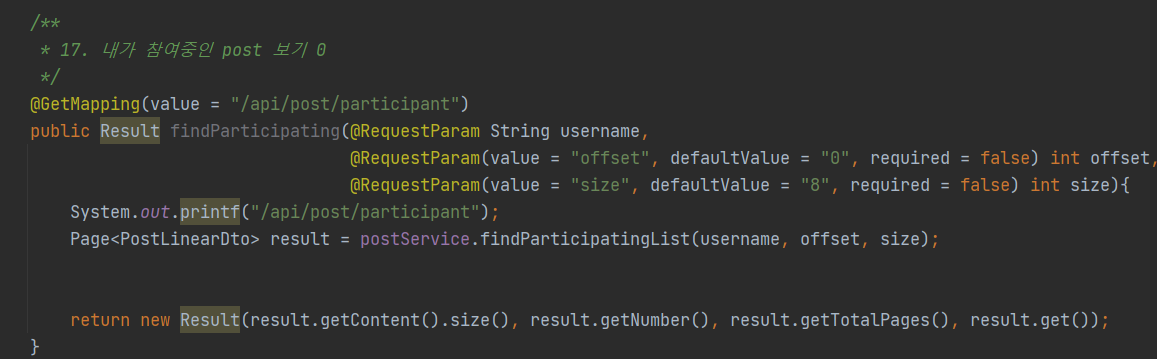 /**
* 17. 내가 참여중인 post 보기 0
*/
@GetMapping(value = "/api/post/participant")
public Result findParticipating(@RequestParam String username,
@RequestParam(value = "offset", defaultValue = "0", required = false) int offset,
@RequestParam(value = "size", defaultValue = "8", required = false) int size){
System.out.printf("/api/post/participant");
Page<PostLinearDto> result = postService.findParticipatingList(username, offset, size);
return new Result(result.getContent().size(), result.getNumber(), result.getTotalPages(), result.get());
}